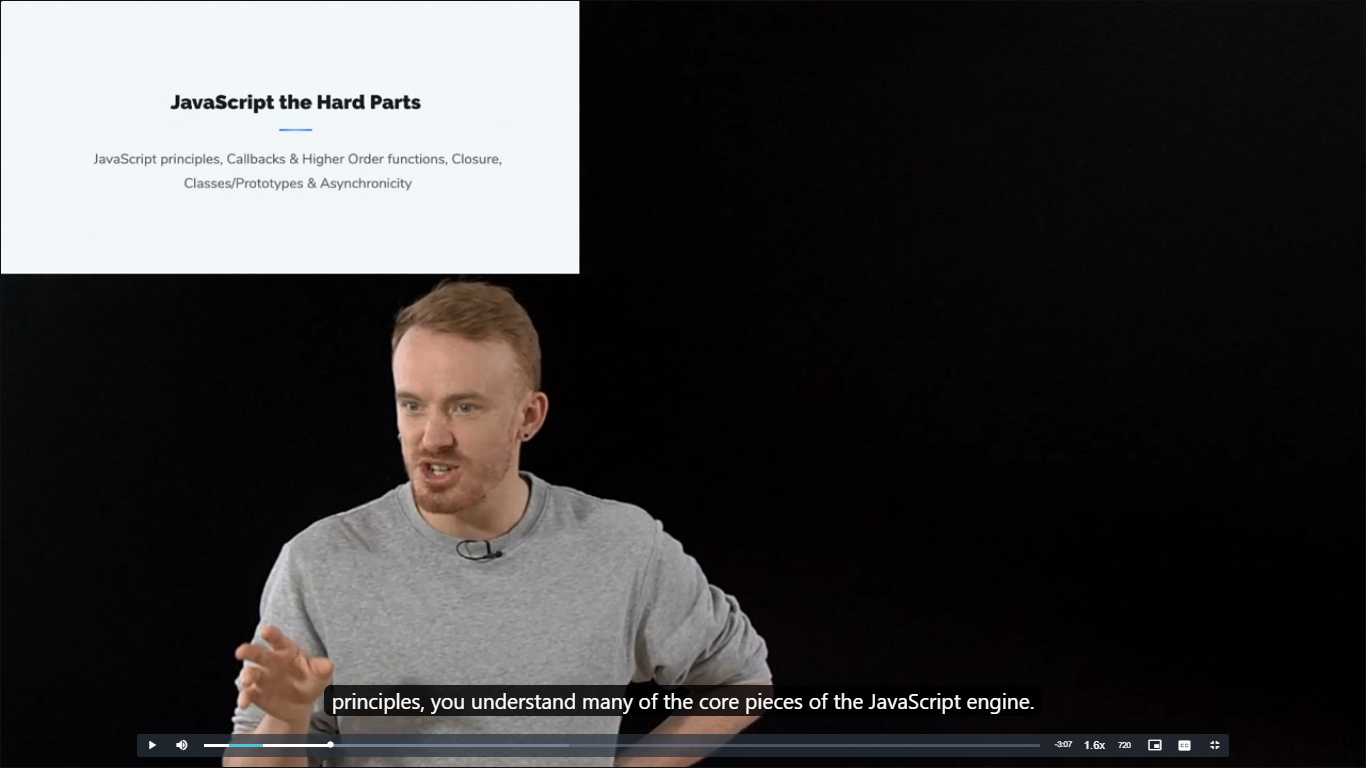 JavaScript the Hard Parts
JavaScript principles, Callbacks & Higher Order functions, Closure,
Classes/Prototypes & Asynchronicity
principles, you understand many of the core pieces of the JavaScript engine.
-3:07
1.6x
720
CC